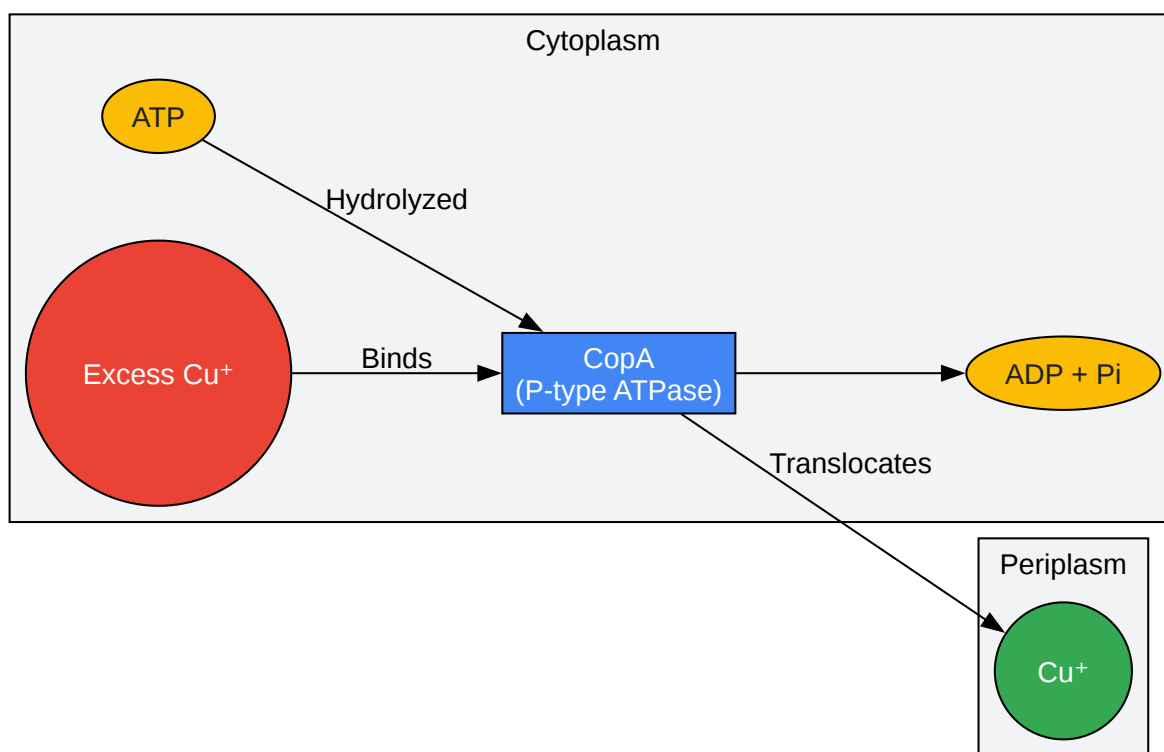 Cytoplasm
ATP
Hydrolyzed
Excess Cu⁺
Binds
CopA
(P-type ATPase)
ADP + Pi
Translocates
Periplasm
Cu⁺